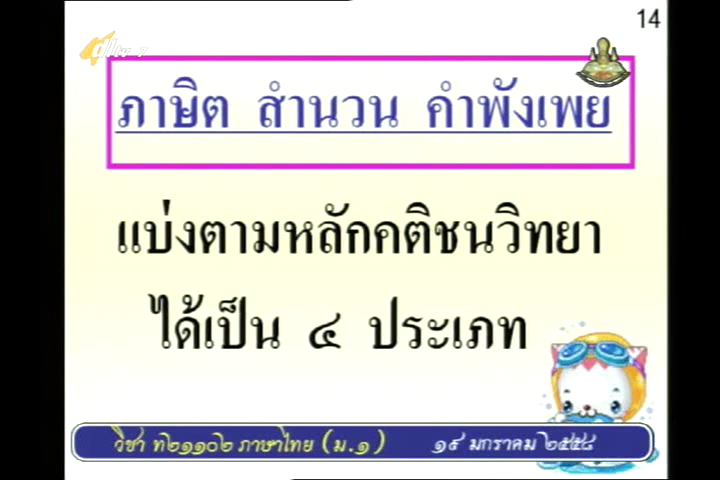 14
dltv 7
ภาษิต สำนวน คำพังเพย
แบ่งตามหลักคติชนวิทยา
ได้เป็น ๔ ประเภท
วิชา ท๒๑๑๐๒ ภาษาไทย (ม.๑) ๑๙ มกราคม ๒๕๕๘